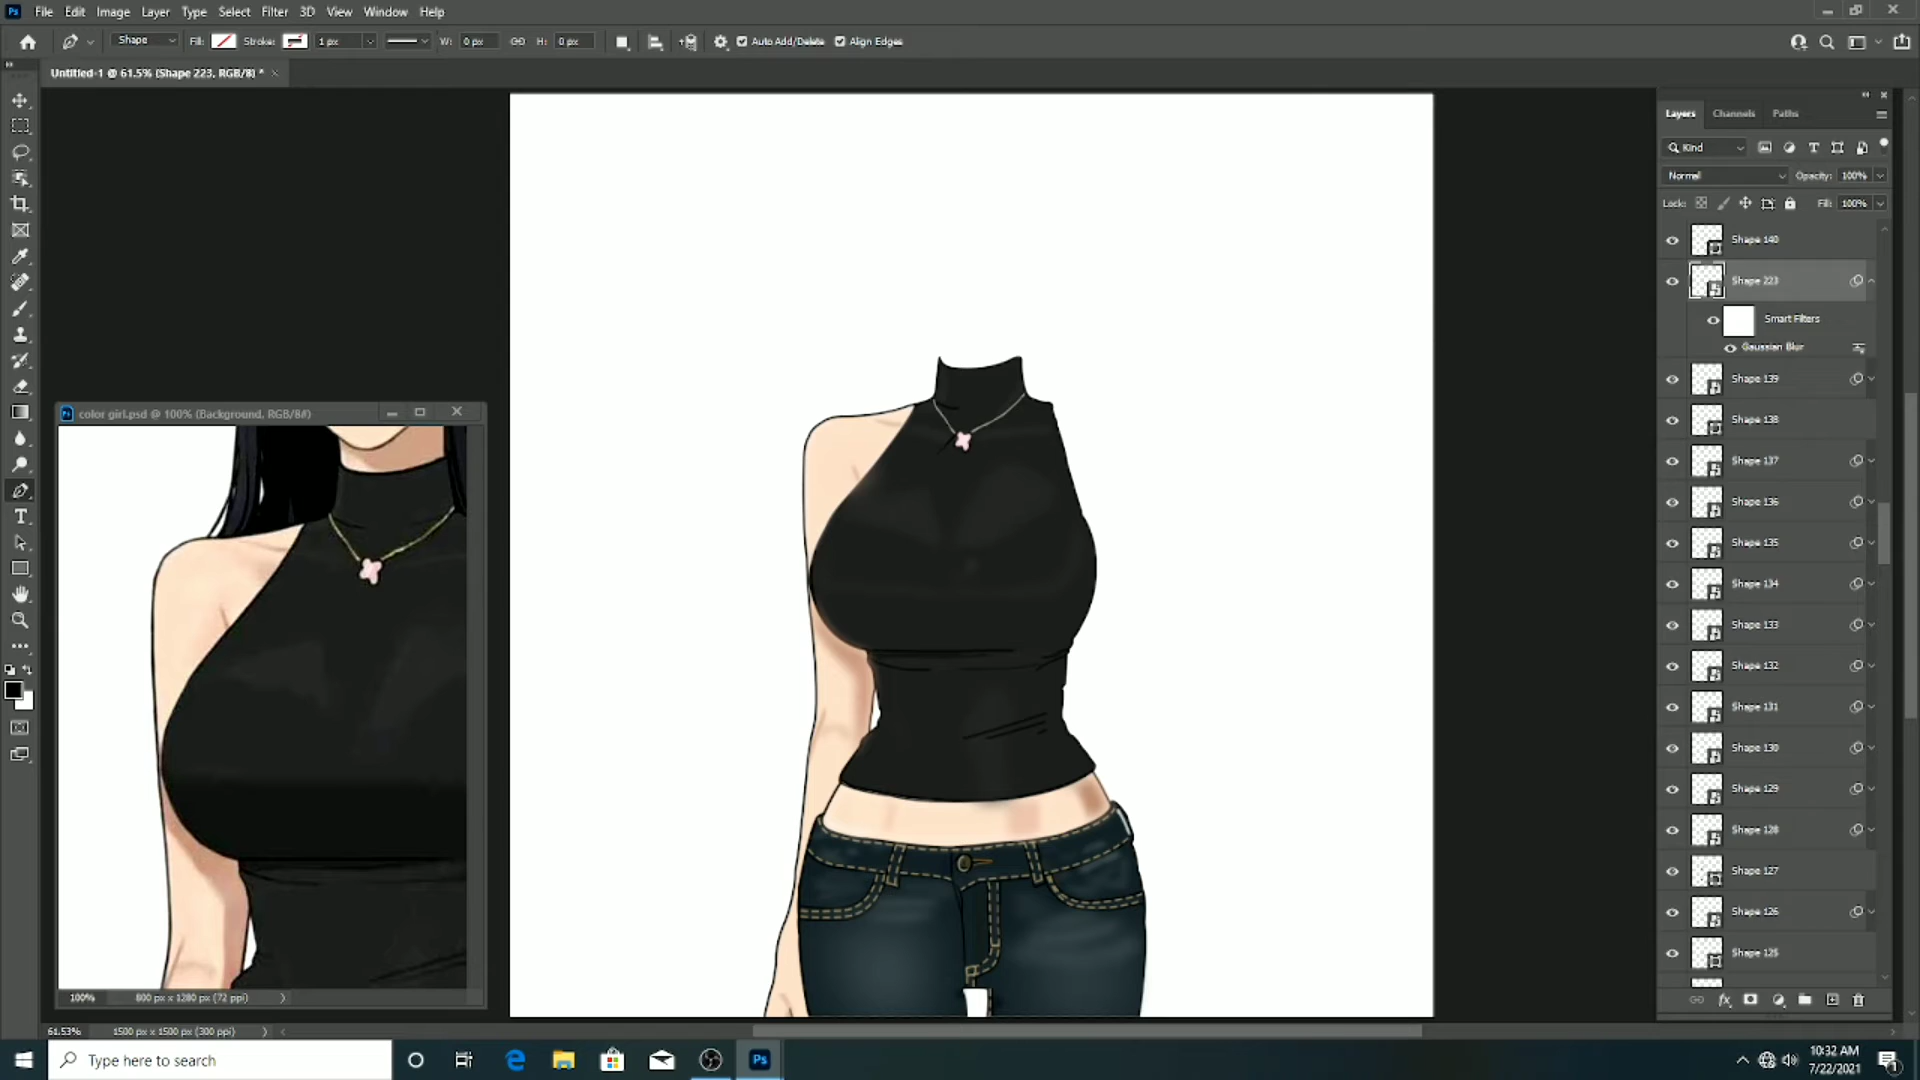 Ps File Edit Image Layer Type Select Filter 3D View Window Help
Shape Fill: Stroke: 1 px W: 0 px H: 0 px Auto Add/Delete Align Edges
Untitled-1 @ 61.5% (Shape 223, RGB/8) * ×
Layers Channels Paths
Kind
Normal Opacity: 100%
Lock: Fill: 100%
Shape 140
Shape 223
Smart Filters
Gaussian Blur
Shape 139
Shape 138
Shape 137
Shape 136
Shape 135
Shape 134
Shape 133
Shape 132
Shape 131
Shape 130
Shape 129
Shape 128
Shape 127
Shape 126
Shape 125
color girl.psd @ 100% (Background, RGB/8#)
100% 800 px x 1280 px (72 ppi)
61.53% 1500 px x 1500 px (300 ppi)
Type here to search
Ps
10:32 AM
7/22/2021
1